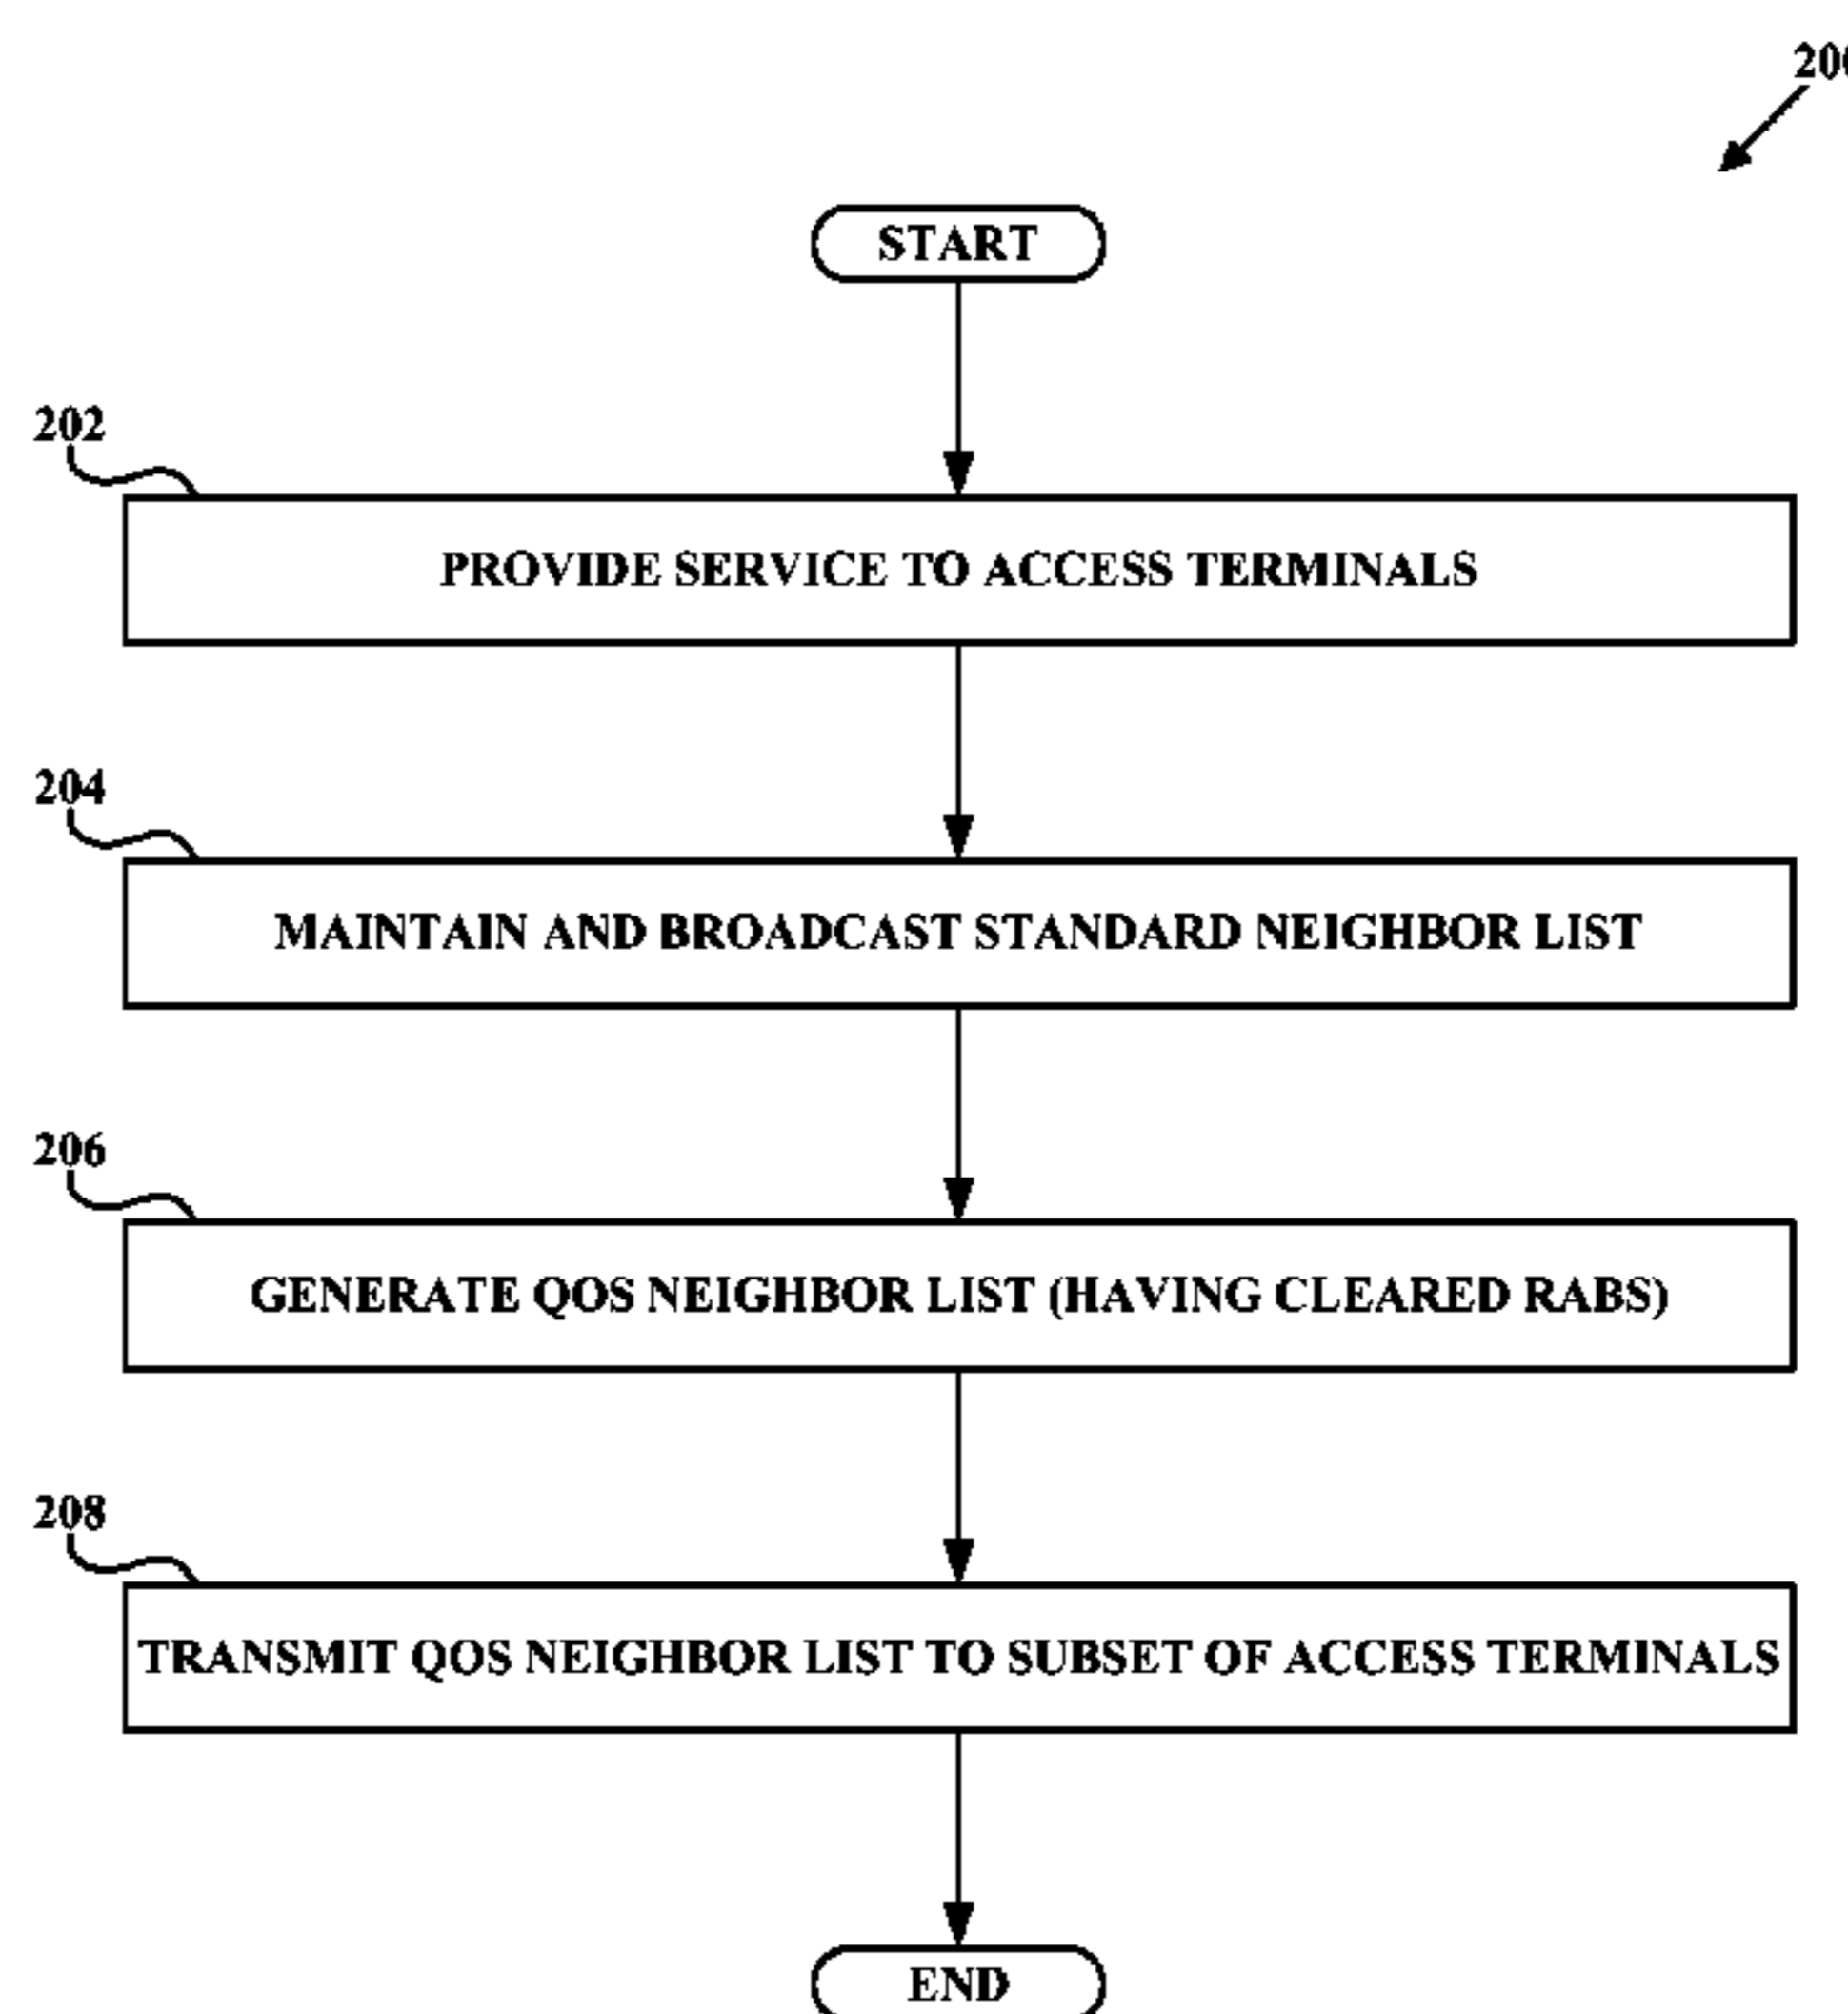 200
START
202
PROVIDE SERVICE TO ACCESS TERMINALS
204
MAINTAIN AND BROADCAST STANDARD NEIGHBOR LIST
206
GENERATE QOS NEIGHBOR LIST (HAVING CLEARED RABS)
208
TRANSMIT QOS NEIGHBOR LIST TO SUBSET OF ACCESS TERMINALS
END